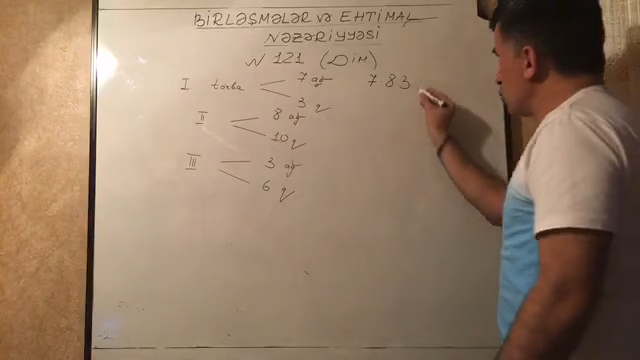 BİRLƏŞMƏLƏR VƏ EHTİMAL
NƏZƏRİYYƏSİ
N 121 (DİM)
I torba 7 ağ 7 8 3
3 q
II 8 ağ
10 q
III 3 ağ
6 q